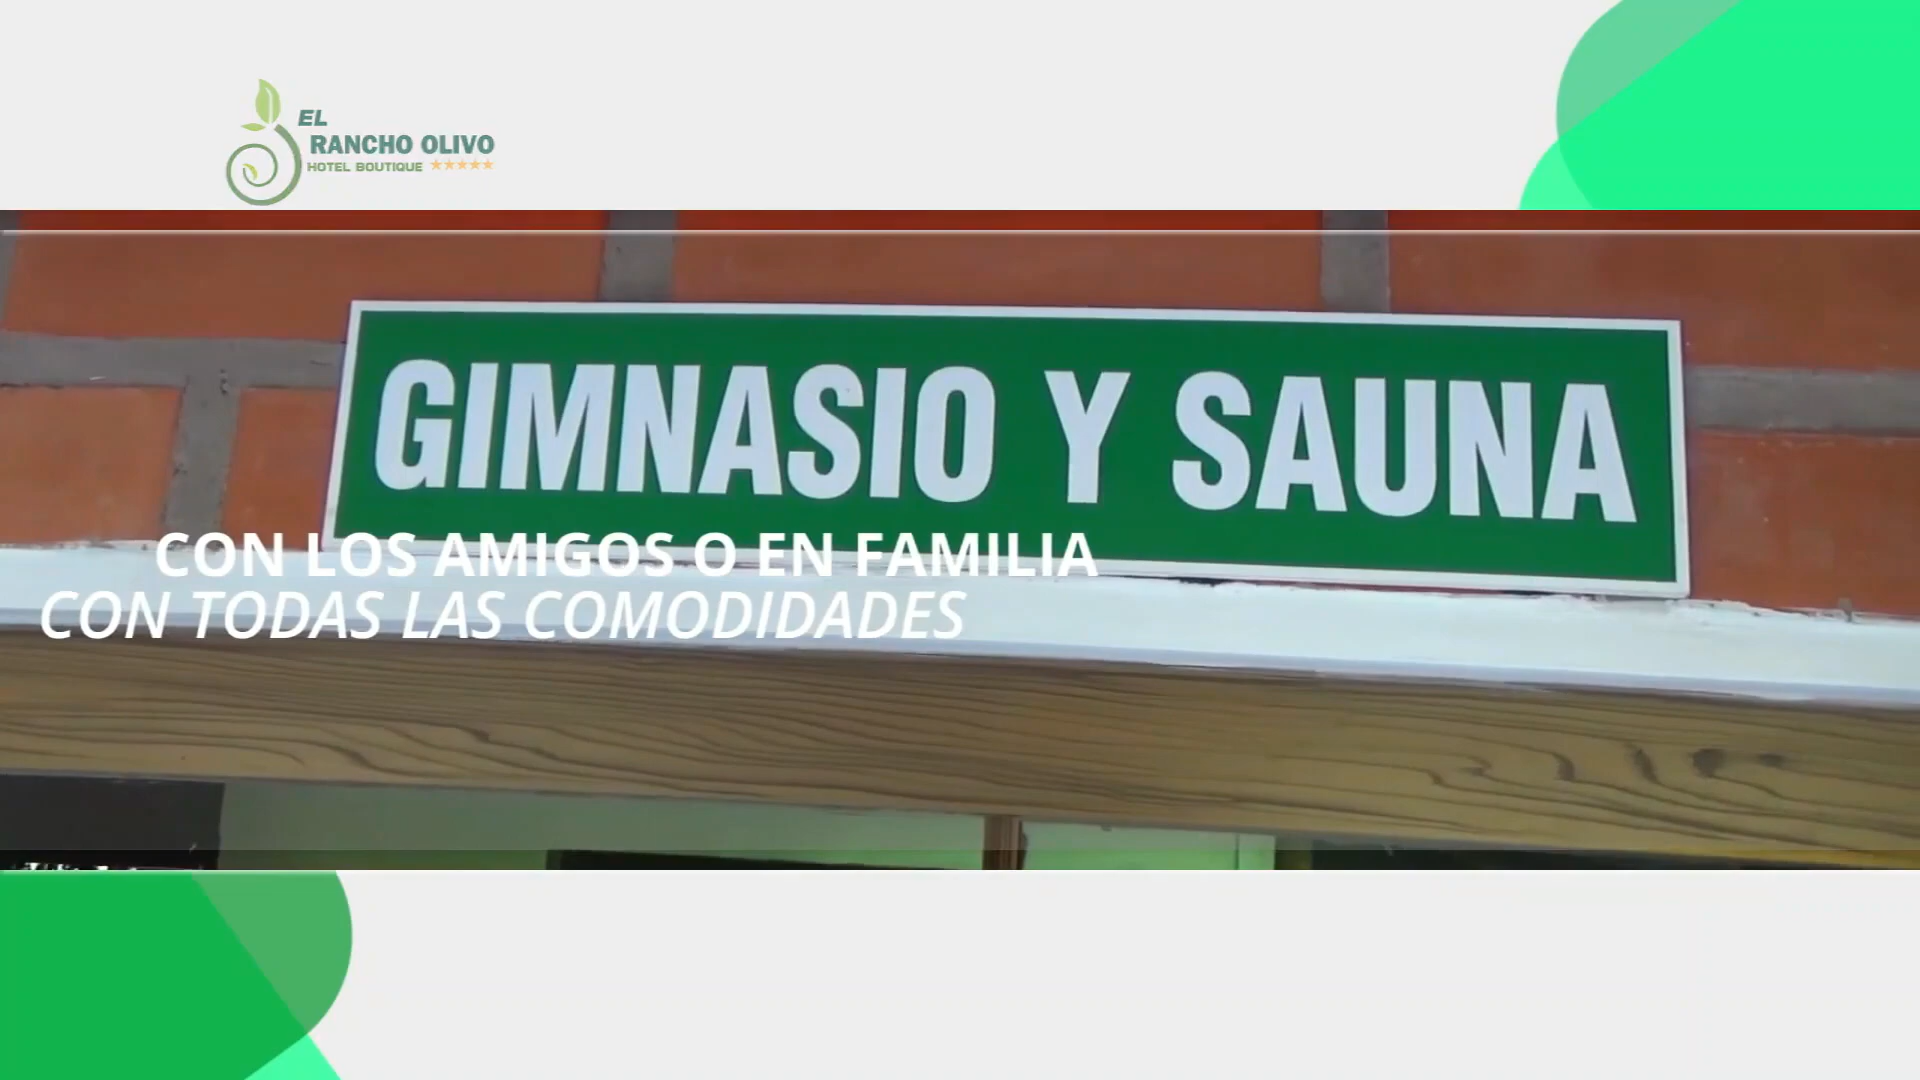 EL
RANCHO OLIVO
HOTEL BOUTIQUE
GIMNASIO Y SAUNA
CON LOS AMIGOS O EN FAMILIA
CON TODAS LAS COMODIDADES